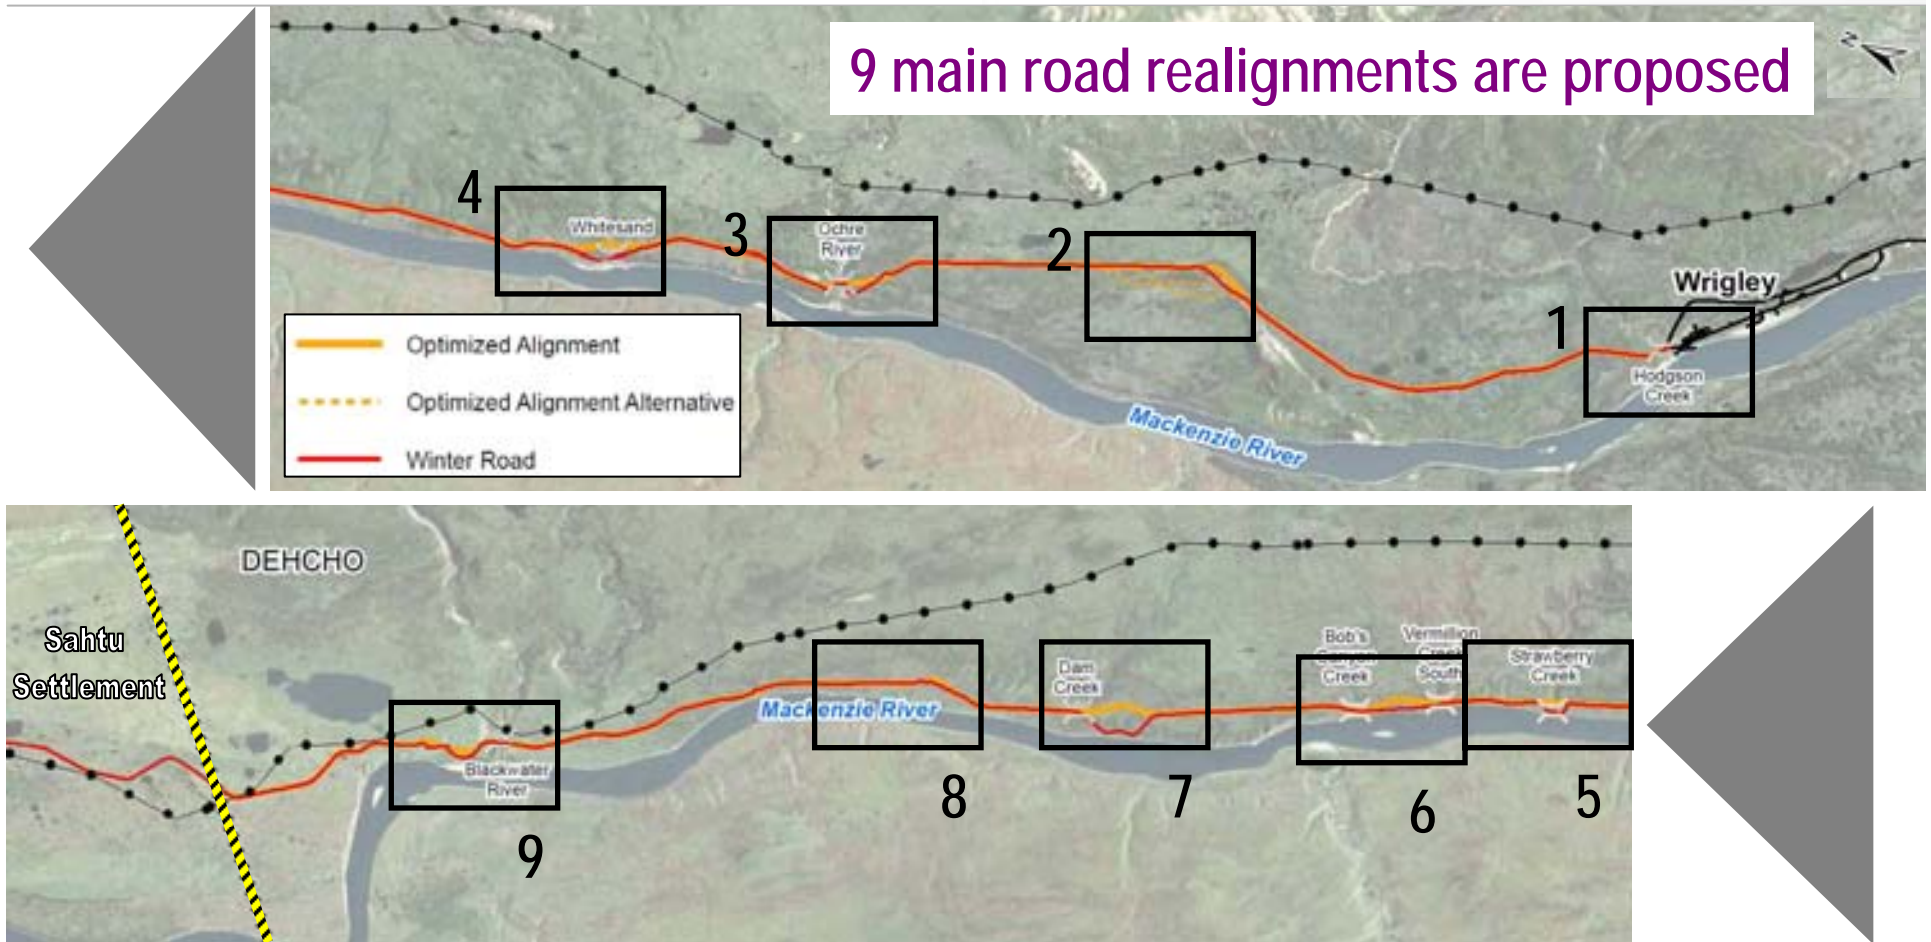 9 main road realignments are proposed
N
4
Whitesand
3
Ochre
River
2
Wrigley
1
Hodgson
Creek
Optimized Alignment
Optimized Alignment Alternative
Winter Road
Mackenzie River
DEHCHO
Sahtu
Settlement
Blackwater
River
9
Mackenzie River
8
Dam
Creek
7
Bob's
Canyon
Creek
Vermillion
Creek
South
6
Strawberry
Creek
5